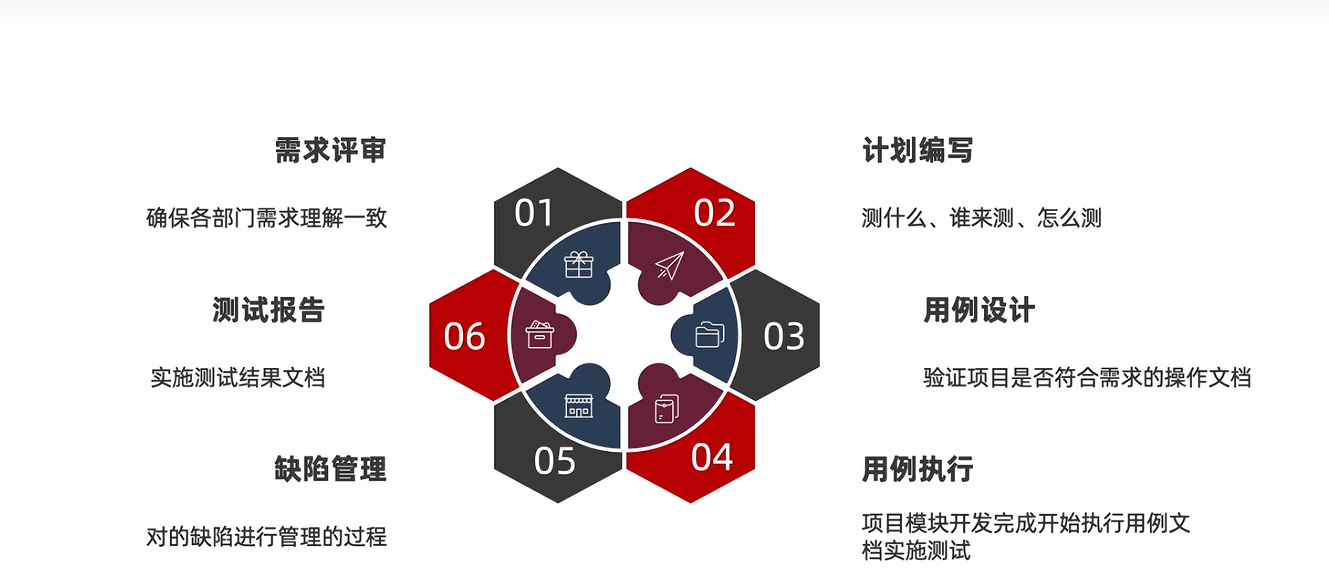 需求评审
确保各部门需求理解一致
01
02
计划编写
测什么、谁来测、怎么测
03
用例设计
验证项目是否符合需求的操作文档
04
用例执行
项目模块开发完成开始执行用例文
档实施测试
05
缺陷管理
对的缺陷进行管理的过程
06
测试报告
实施测试结果文档